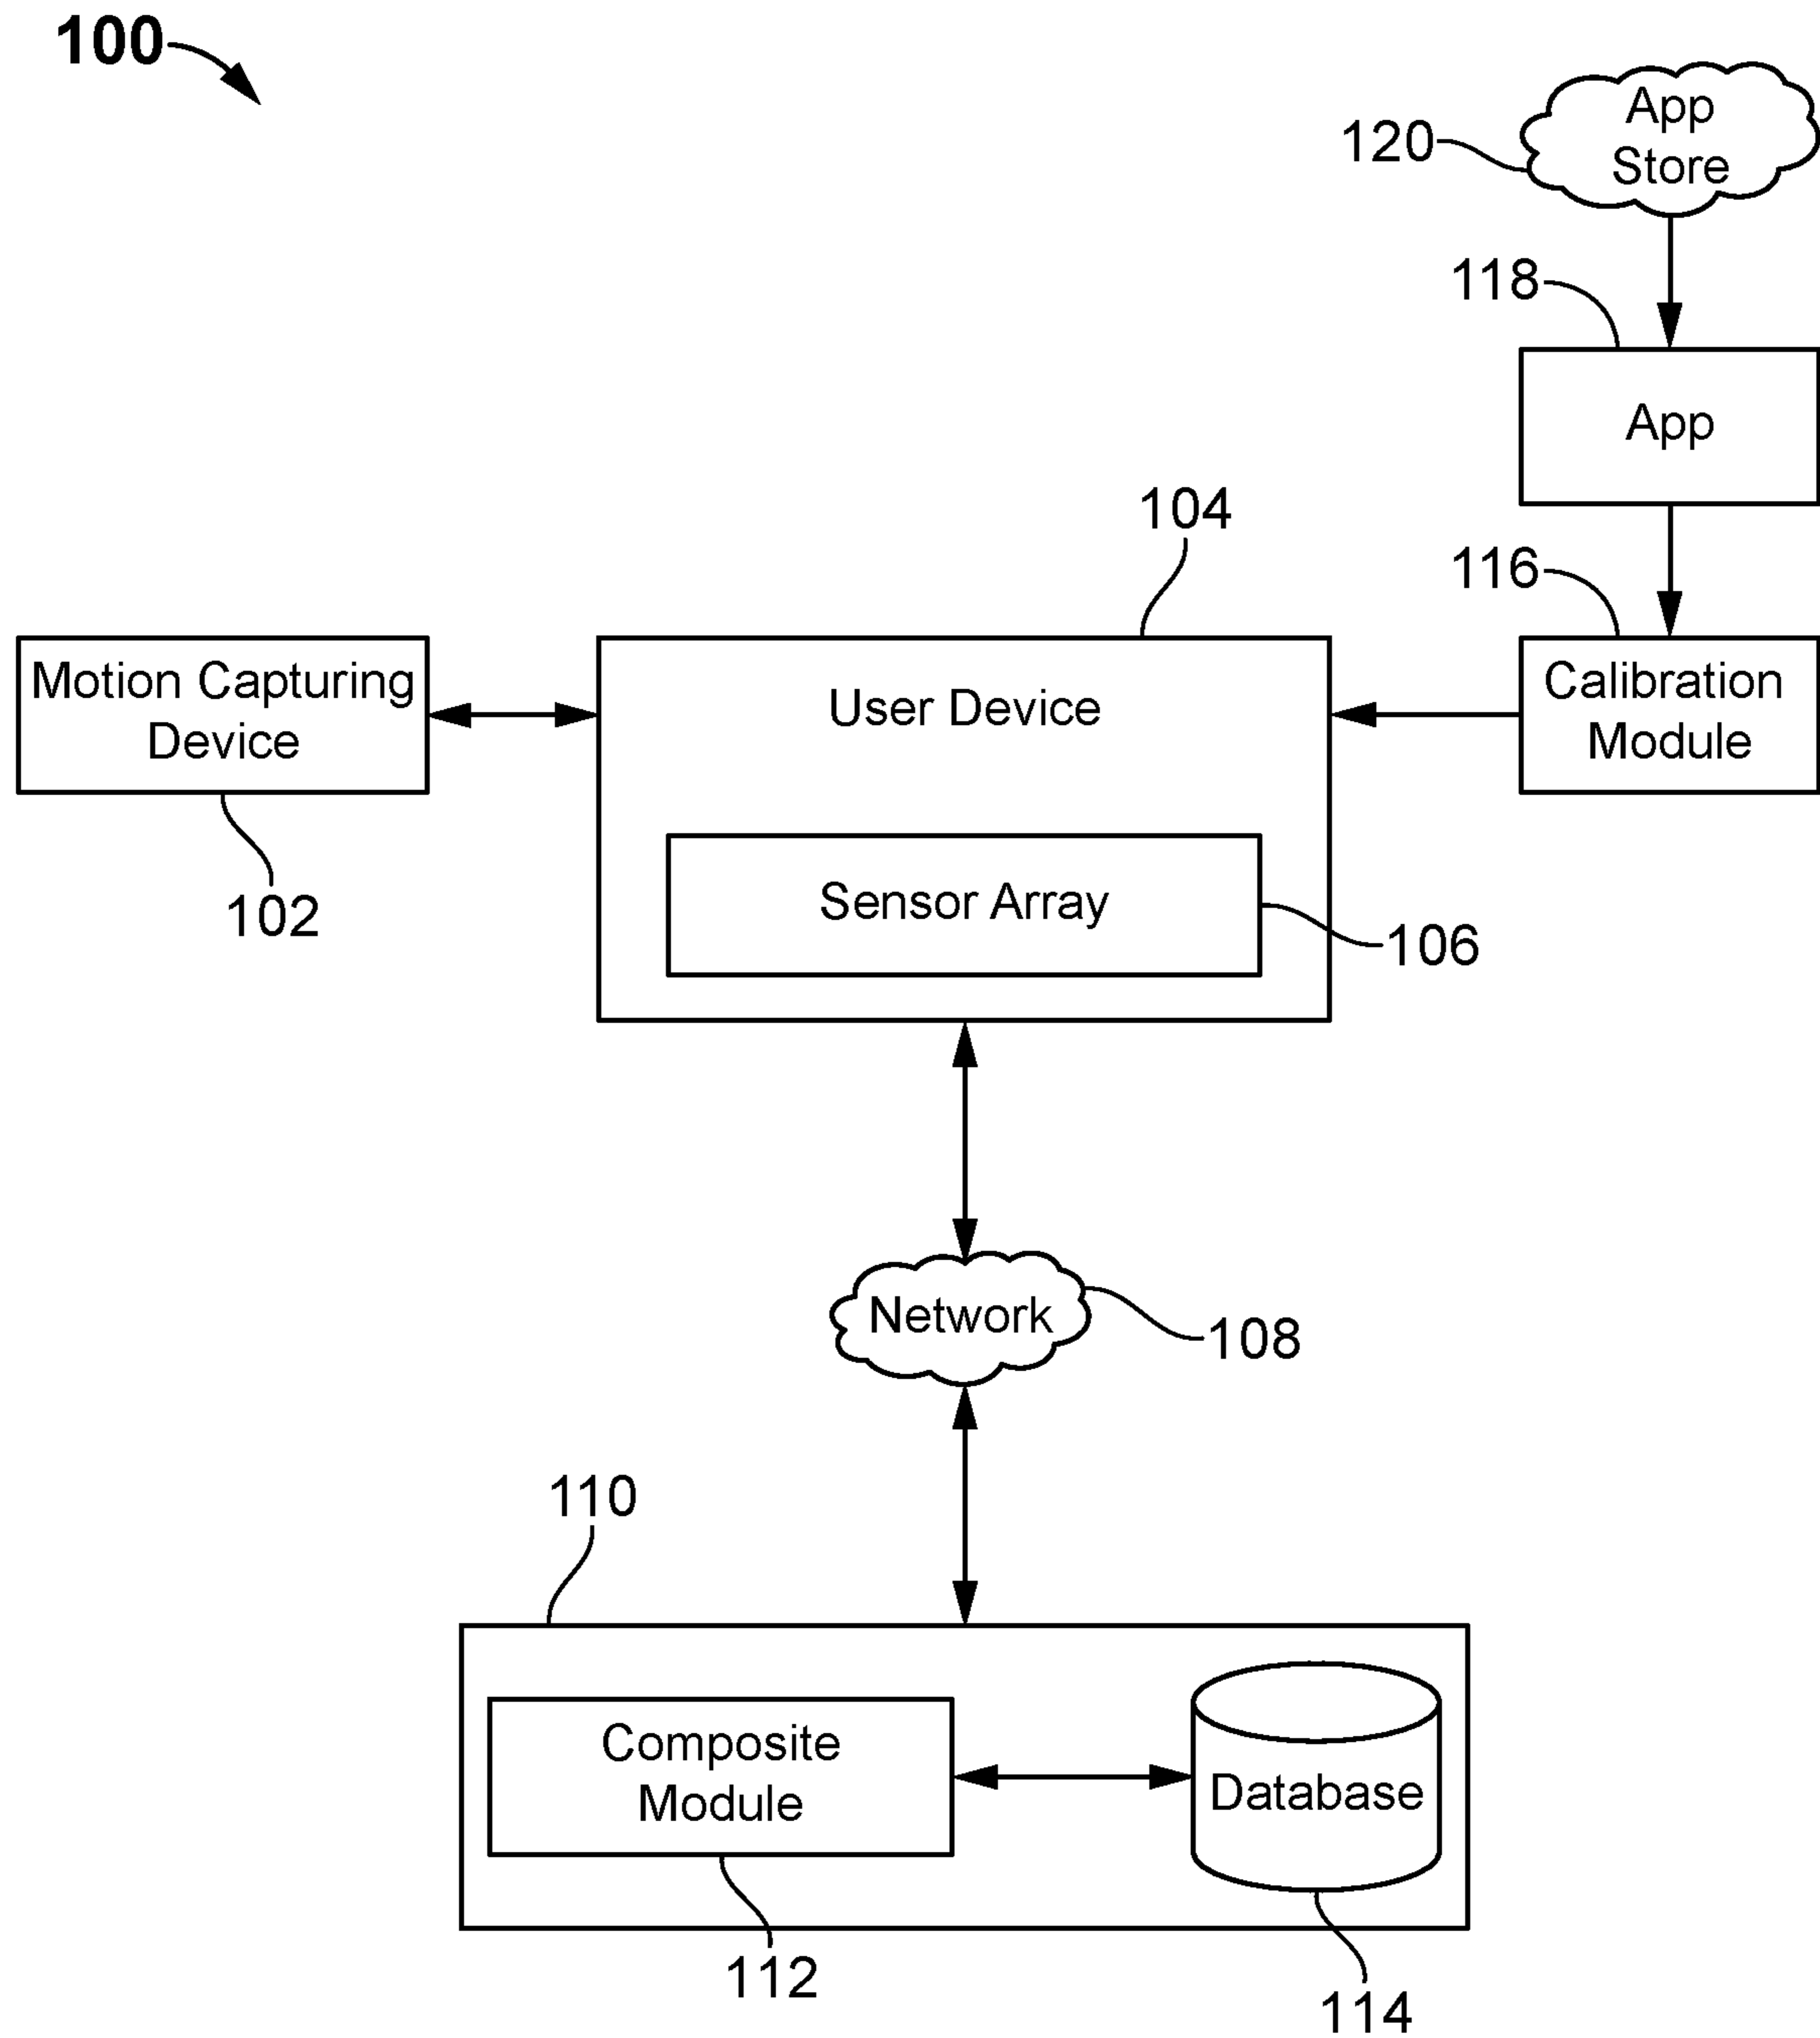 100
App
Store
120
118
App
104
116
Motion Capturing
Device
User Device
Calibration
Module
Sensor Array
102
106
Network
108
110
Composite
Module
Database
112
114